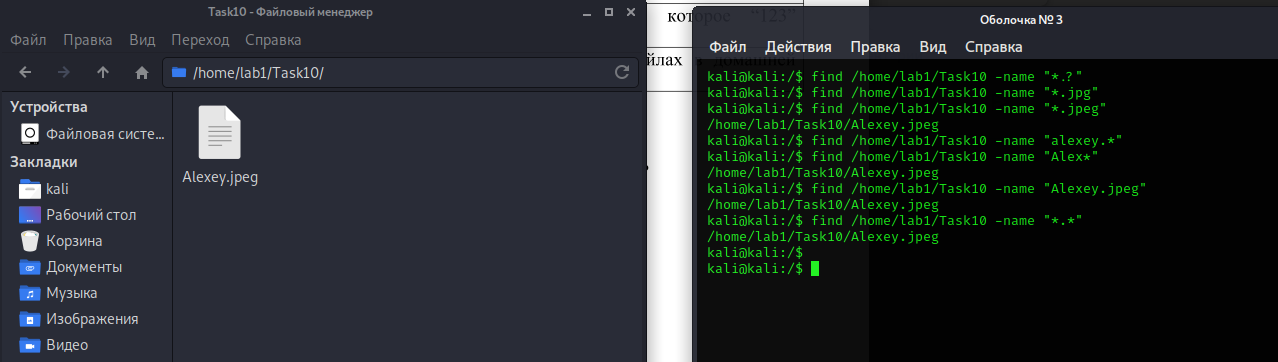 Task10 - Файловый менеджер
Файл Правка Вид Переход Справка
/home/lab1/Task10/
Устройства
Файловая систе...
Закладки
kali
Рабочий стол
Корзина
Документы
Музыка
Изображения
Видео
Alexey.jpeg
которое "123"
йлах в домашней
Оболочка № 3
Файл Действия Правка Вид Справка
kali@kali:/$ find /home/lab1/Task10 -name "*.?"
kali@kali:/$ find /home/lab1/Task10 -name "*.jpg"
kali@kali:/$ find /home/lab1/Task10 -name "*.jpeg"
/home/lab1/Task10/Alexey.jpeg
kali@kali:/$ find /home/lab1/Task10 -name "alexey.*"
kali@kali:/$ find /home/lab1/Task10 -name "Alex*"
/home/lab1/Task10/Alexey.jpeg
kali@kali:/$ find /home/lab1/Task10 -name "Alexey.jpeg"
/home/lab1/Task10/Alexey.jpeg
kali@kali:/$ find /home/lab1/Task10 -name "*.*"
/home/lab1/Task10/Alexey.jpeg
kali@kali:/$
kali@kali:/$